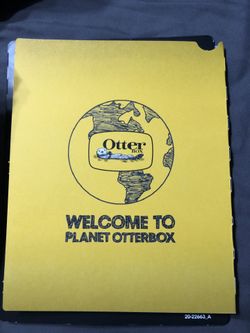 Otter
BOX
WELCOME TO
PLANET OTTERBOX
20-22663_A